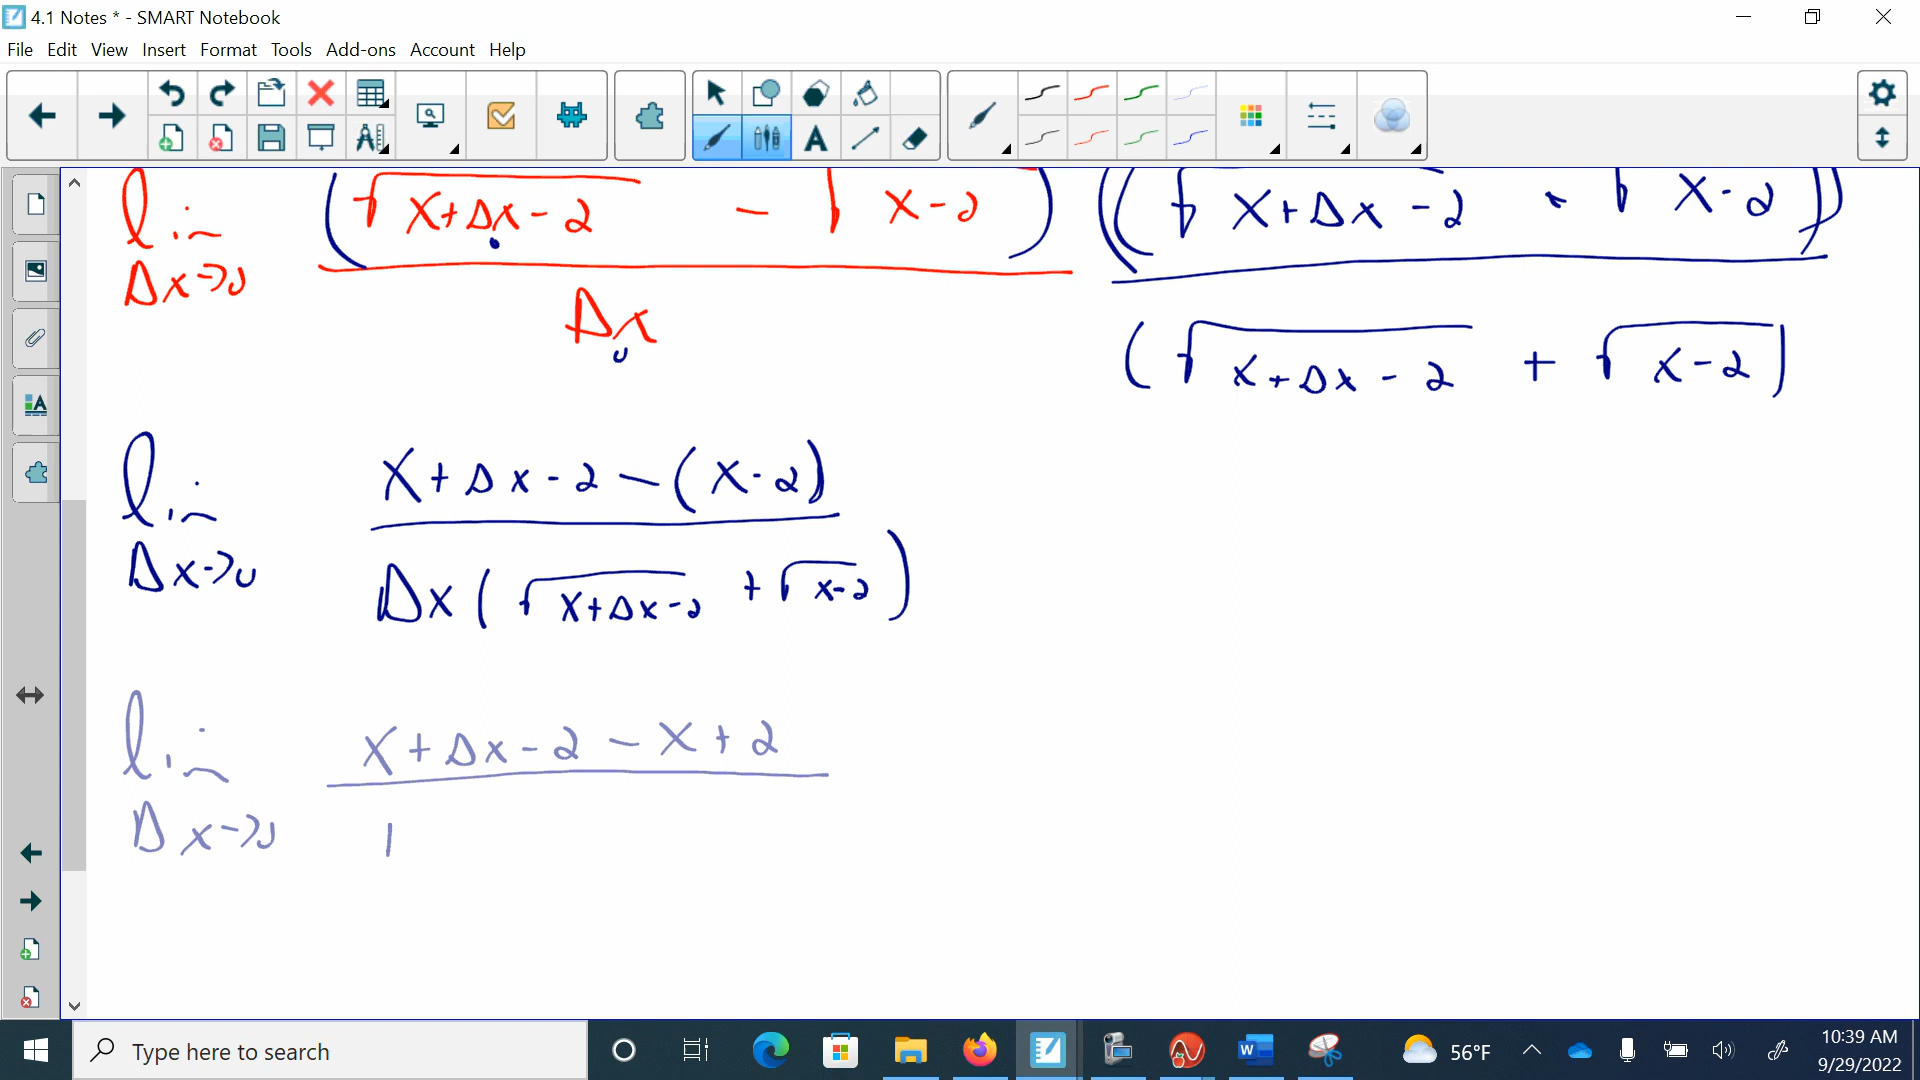 4.1 Notes * - SMART Notebook
File Edit View Insert Format Tools Add-ons Account Help
lim (√x+Δx-2 - √x-2) ((√x+Δx-2 + √x-2))
Δx→0 Δx (√x+Δx-2 + √x-2)
lim x+Δx-2-(x-2)
Δx→0 Δx(√x+Δx-2 +√x-2)
lim x+Δx-2-x+2
Δx→0
Type here to search
56°F
10:39 AM
9/29/2022